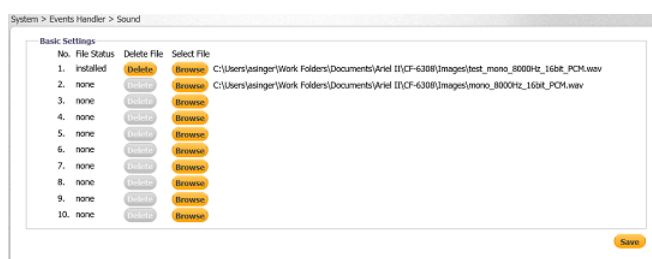 System > Events Handler > Sound
Basic Settings
No. File Status Delete File Select File
1. installed Delete Browse C:\Users\asinger\Work Folders\Documents\Ariel II\CF-6308\Images\test_mono_8000Hz_16bit_PCM.wav
2. none Delete Browse C:\Users\asinger\Work Folders\Documents\Ariel II\CF-6308\Images\mono_8000Hz_16bit_PCM.wav
3. none Delete Browse
4. none Delete Browse
5. none Delete Browse
6. none Delete Browse
7. none Delete Browse
8. none Delete Browse
9. none Delete Browse
10. none Delete Browse
Save